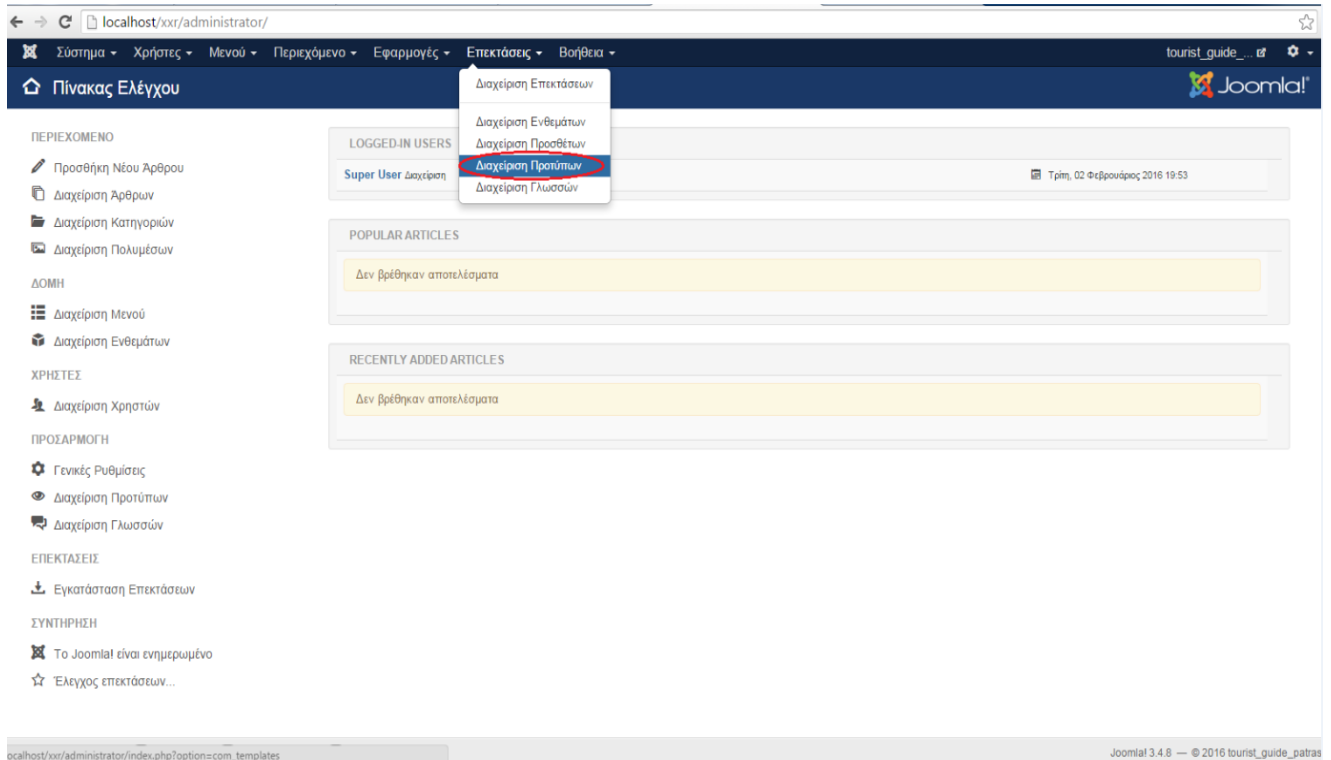 localhost/xxr/administrator/
Σύστημα Χρήστες Μενού Περιεχόμενο Εφαρμογές Επεκτάσεις Βοήθεια tourist_guide_...
Πίνακας Ελέγχου Joomla!
Διαχείριση Επεκτάσεων
Διαχείριση Ενθεμάτων
Διαχείριση Προσθέτων
Διαχείριση Προτύπων
Διαχείριση Γλωσσών
ΠΕΡΙΕΧΟΜΕΝΟ
Προσθήκη Νέου Άρθρου
Διαχείριση Άρθρων
Διαχείριση Κατηγοριών
Διαχείριση Πολυμέσων
ΔΟΜΗ
Διαχείριση Μενού
Διαχείριση Ενθεμάτων
ΧΡΗΣΤΕΣ
Διαχείριση Χρηστών
ΠΡΟΣΑΡΜΟΓΗ
Γενικές Ρυθμίσεις
Διαχείριση Προτύπων
Διαχείριση Γλωσσών
ΕΠΕΚΤΑΣΕΙΣ
Εγκατάσταση Επεκτάσεων
ΣΥΝΤΗΡΗΣΗ
Το Joomla! είναι ενημερωμένο
Έλεγχος επεκτάσεων...
LOGGED-IN USERS
Super User Διαχείριση Τρίτη, 02 Φεβρουάριος 2016 19:53
POPULAR ARTICLES
Δεν βρέθηκαν αποτελέσματα
RECENTLY ADDED ARTICLES
Δεν βρέθηκαν αποτελέσματα
ocalhost/xxr/administrator/index.php?option=com_templates
Joomla! 3.4.8 — © 2016 tourist_guide_patras